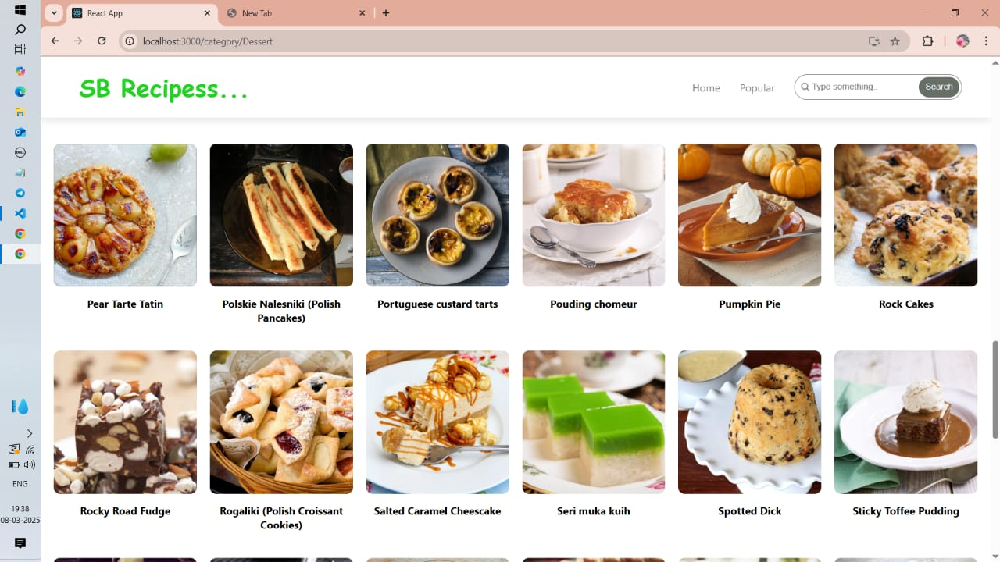 React App
New Tab
localhost:3000/category/Dessert
SB Recipess...
Home
Popular
Type something..
Search
Pear Tarte Tatin
Polskie Nalesniki (Polish
Pancakes)
Portuguese custard tarts
Pouding chomeur
Pumpkin Pie
Rock Cakes
Rocky Road Fudge
Rogaliki (Polish Croissant
Cookies)
Salted Caramel Cheescake
Seri muka kuih
Spotted Dick
Sticky Toffee Pudding
ENG
19:38
08-03-2025